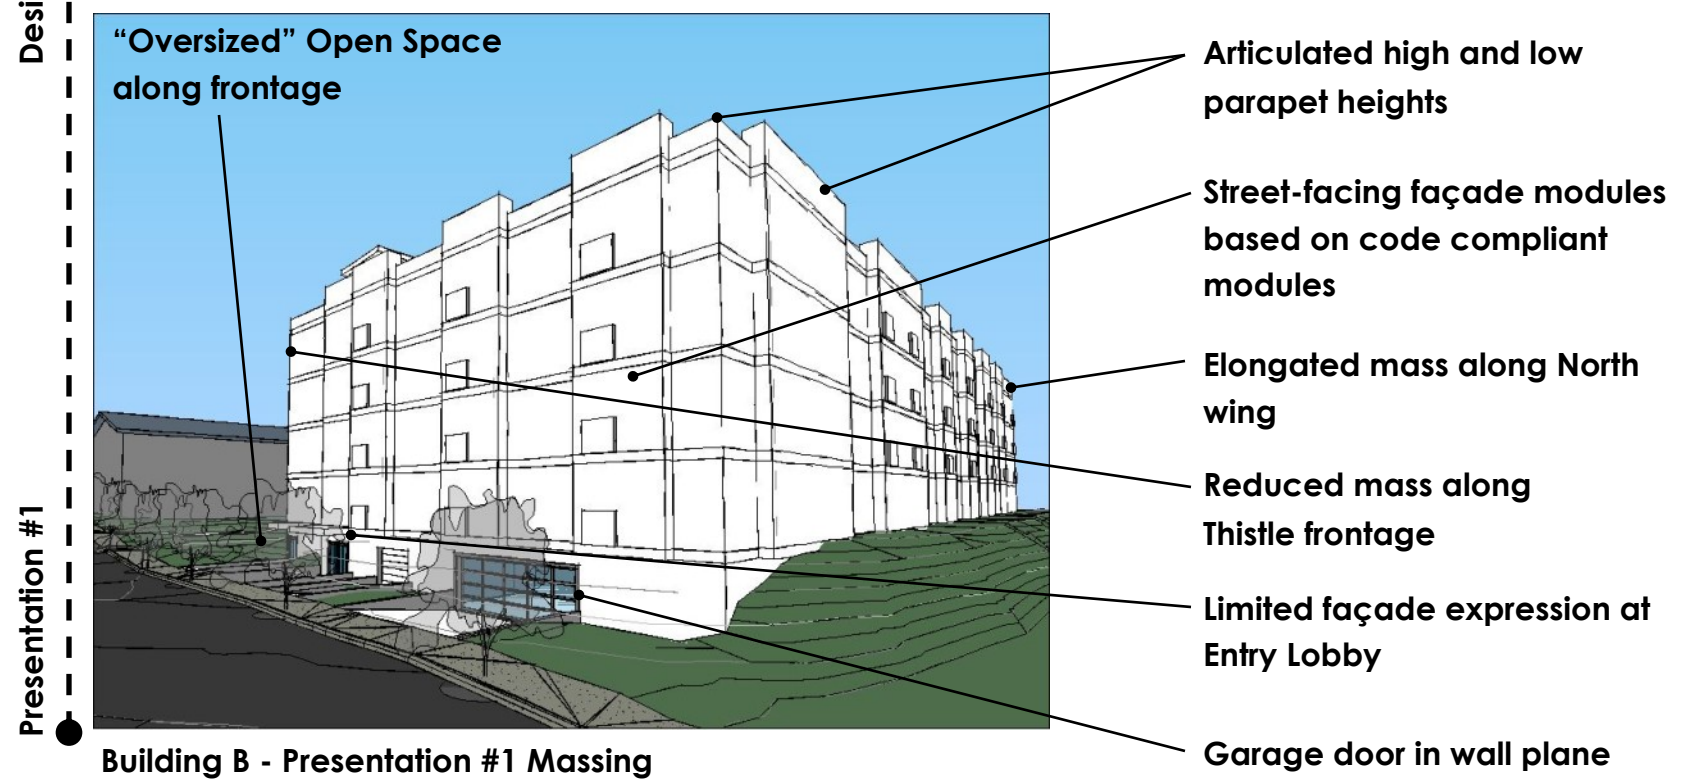 Desi
Presentation #1
“Oversized” Open Space
along frontage
Articulated high and low
parapet heights
Street-facing façade modules
based on code compliant
modules
Elongated mass along North
wing
Reduced mass along
Thistle frontage
Limited façade expression at
Entry Lobby
Garage door in wall plane
Building B - Presentation #1 Massing